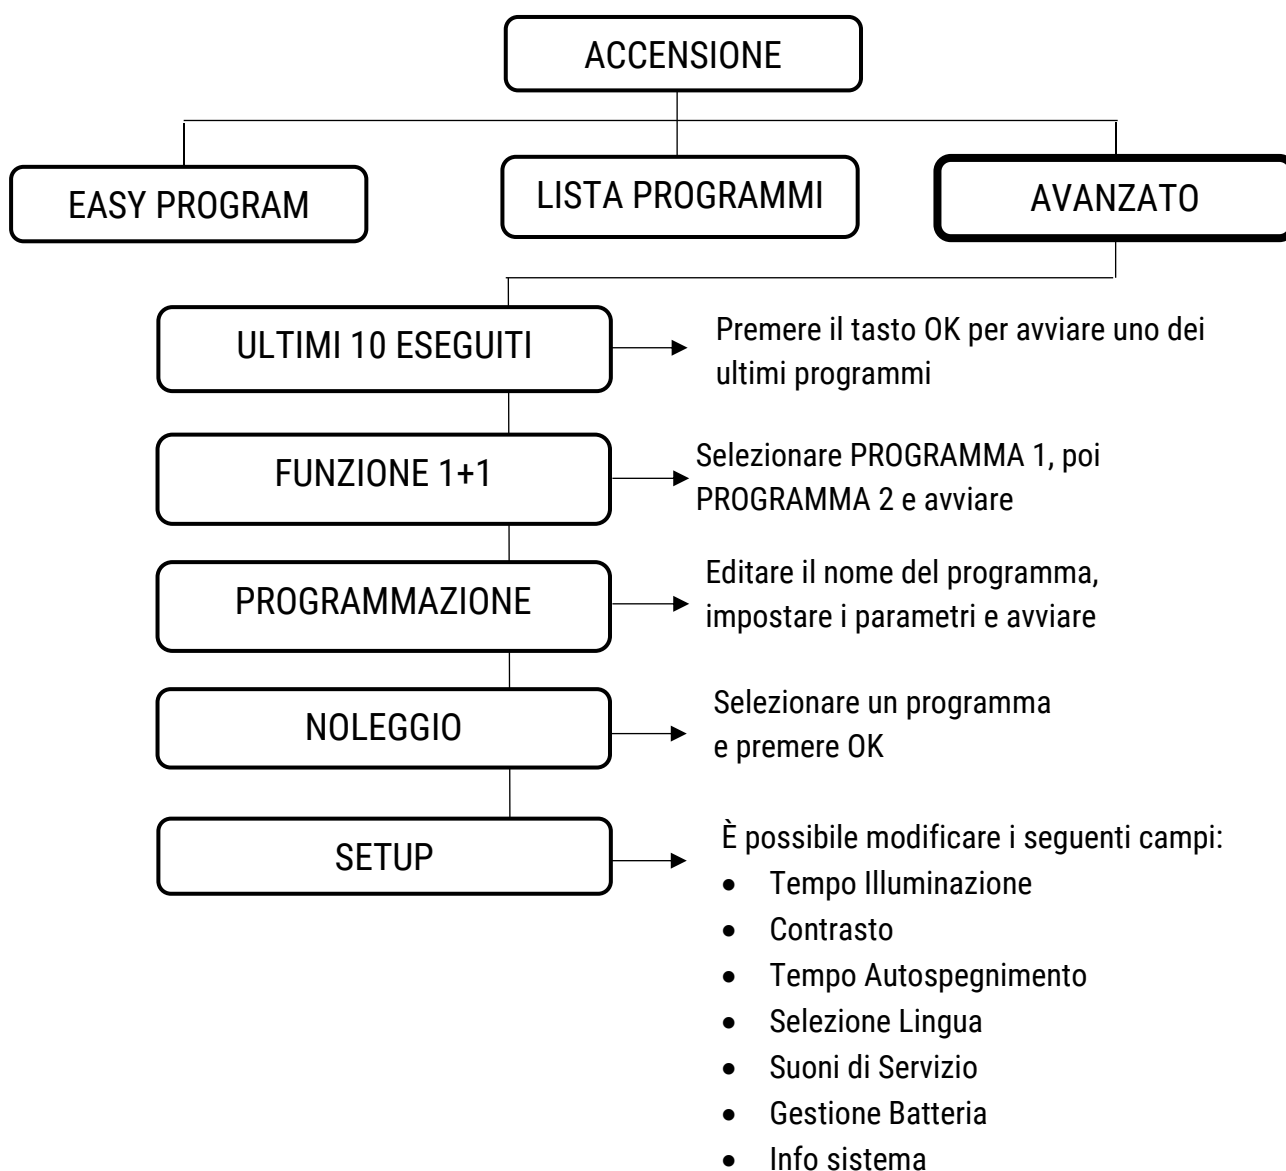 ACCENSIONE
EASY PROGRAM
LISTA PROGRAMMI
AVANZATO
ULTIMI 10 ESEGUITI
Premere il tasto OK per avviare uno dei
ultimi programmi
FUNZIONE 1+1
Selezionare PROGRAMMA 1, poi
PROGRAMMA 2 e avviare
PROGRAMMAZIONE
Editare il nome del programma,
impostare i parametri e avviare
NOLEGGIO
Selezionare un programma
e premere OK
SETUP
È possibile modificare i seguenti campi:
• Tempo Illuminazione
• Contrasto
• Tempo Autospegnimento
• Selezione Lingua
• Suoni di Servizio
• Gestione Batteria
• Info sistema